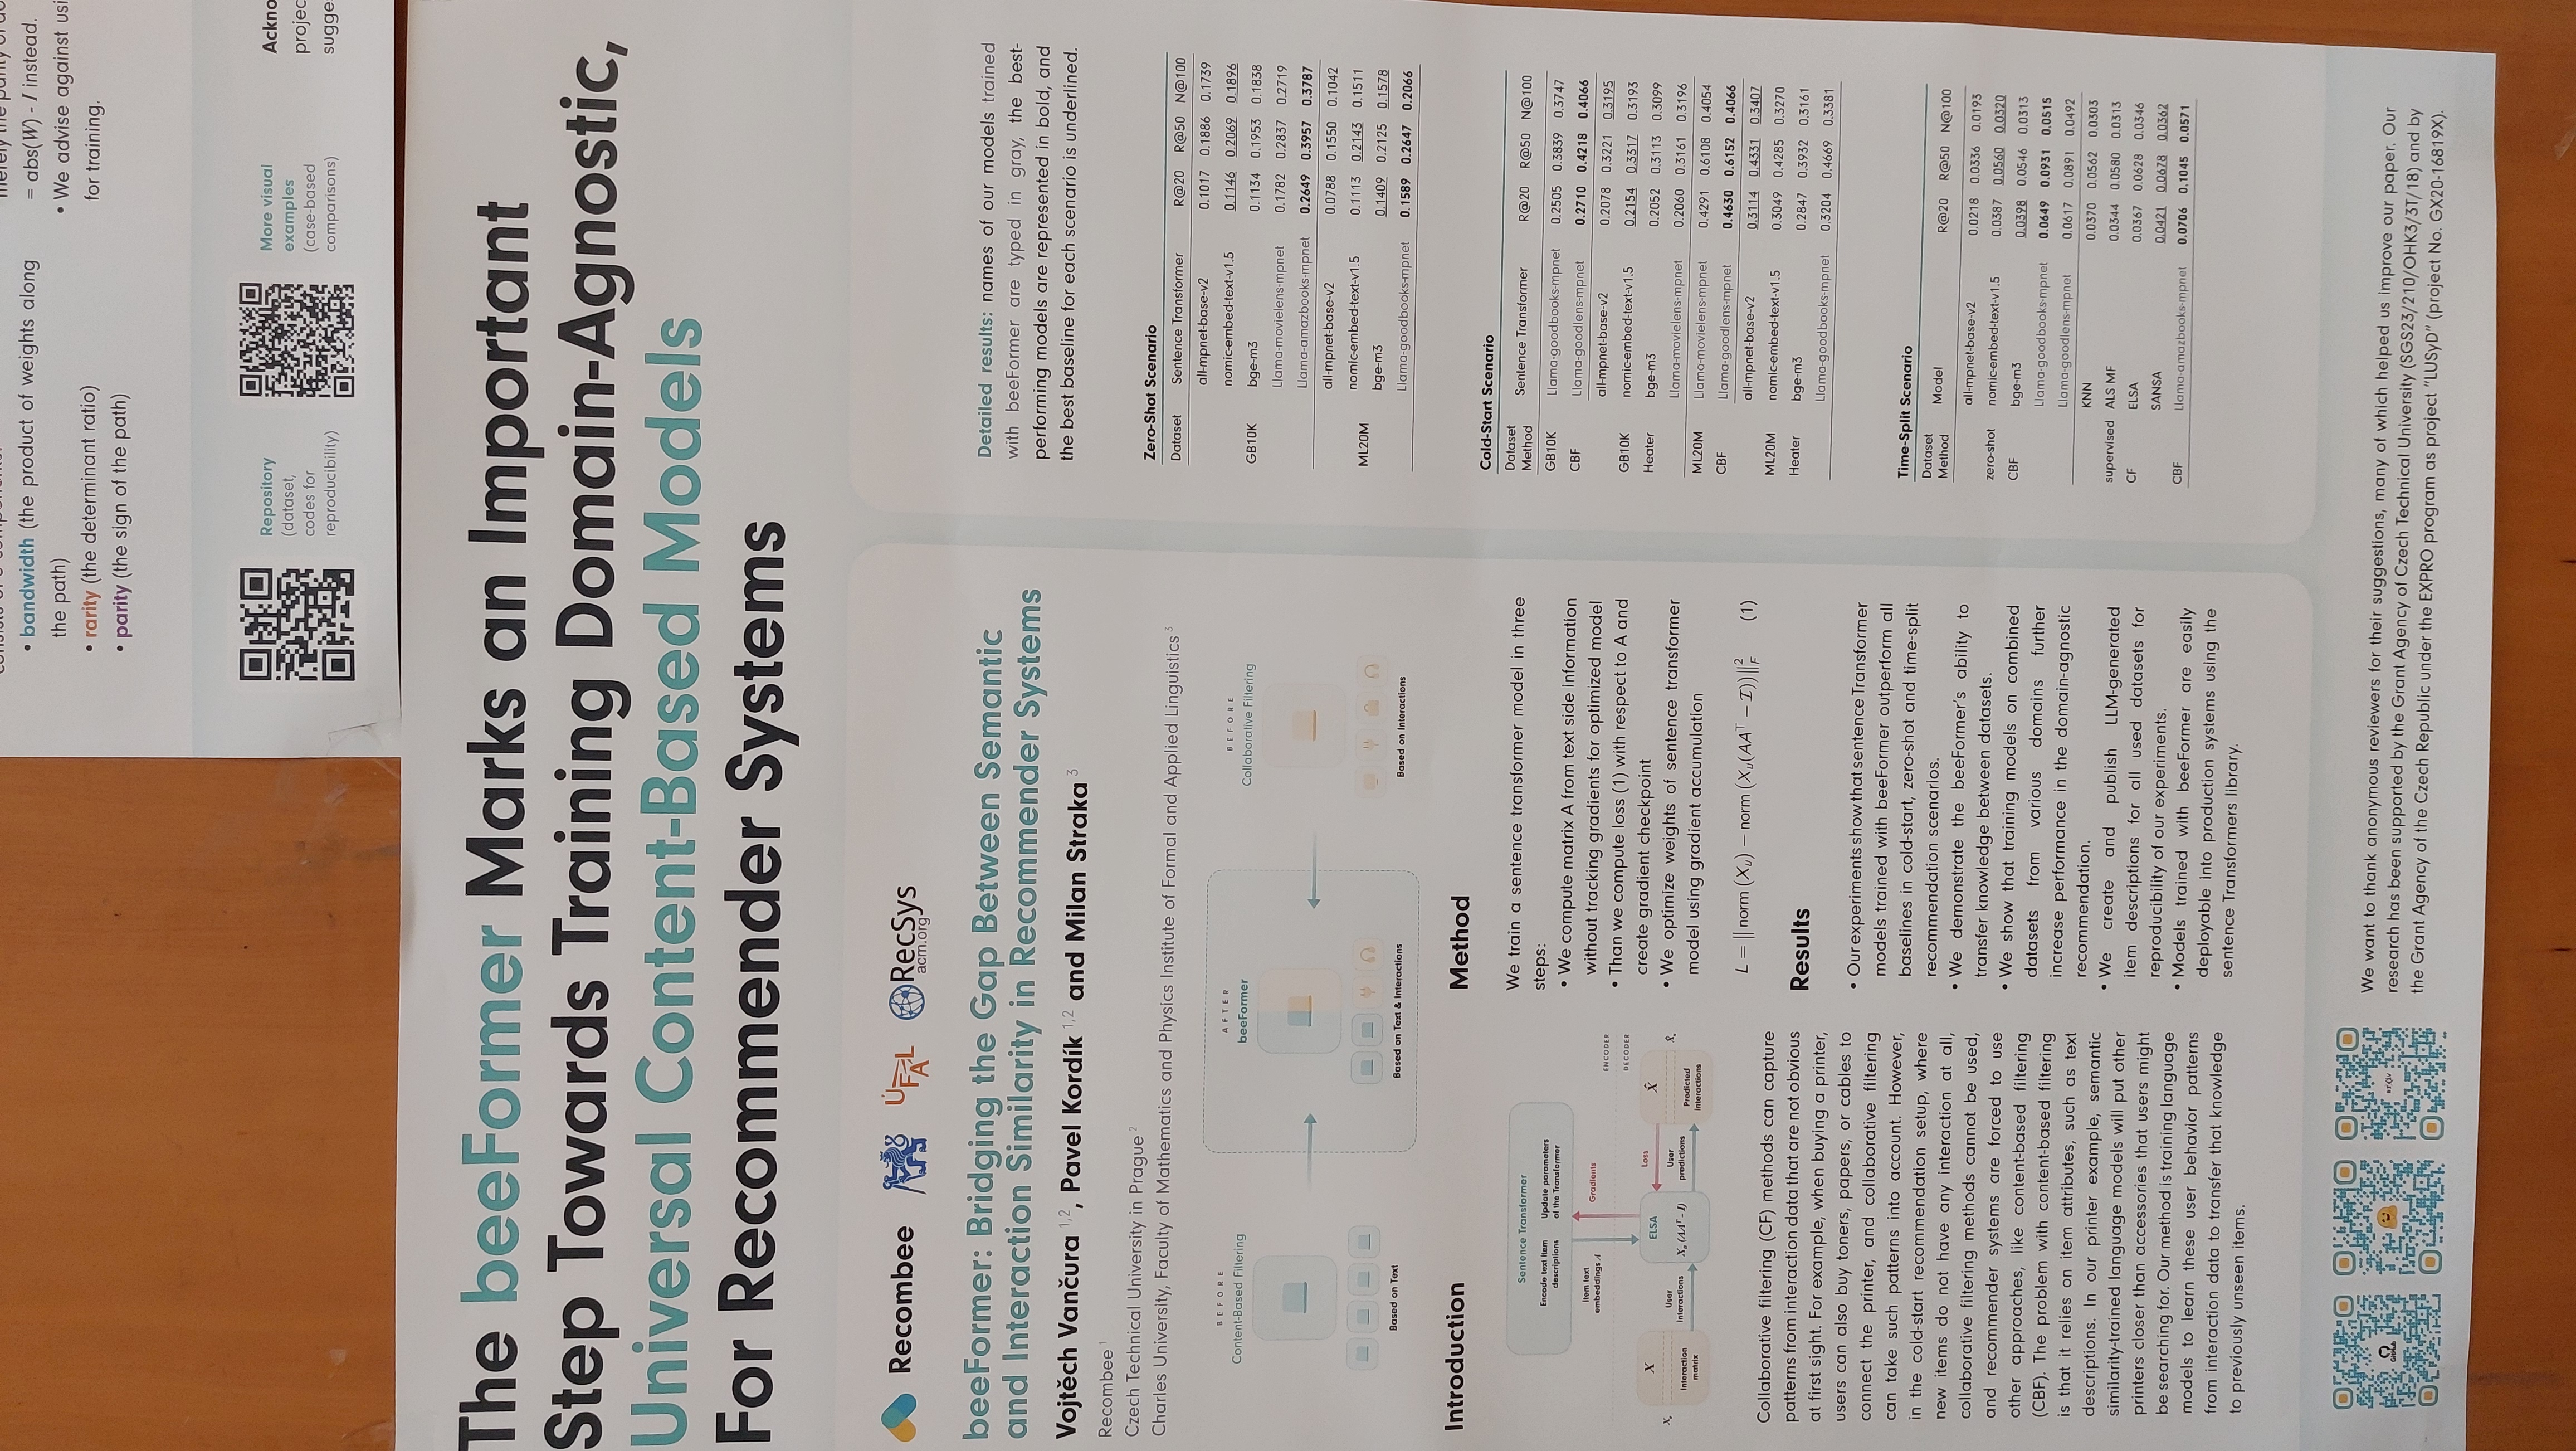 • bandwidth (the product of weights along
the path)
• rarity (the determinant ratio)
• parity (the sign of the path)
= abs(W) - I instead.
• We advise against usi
for training.
Repository
(dataset,
codes for
reproducibility)
More visual
examples
(case-based
comparisons)
Ackno
projec
sugge
The beeFormer Marks an Important
Step Towards Training Domain-Agnostic,
Universal Content-Based Models
For Recommender Systems
Recombee
ÚFAL
RecSys
acm.org
beeFormer: Bridging the Gap Between Semantic
and Interaction Similarity in Recommender Systems
Vojtěch Vančura 1,2, Pavel Kordík 1,2 and Milan Straka 3
Recombee 1
Czech Technical University in Prague 2
Charles University, Faculty of Mathematics and Physics Institute of Formal and Applied Linguistics 3
BEFORE
Content-Based Filtering
Based on Text
AFTER
beeFormer
Based on Text & Interactions
BEFORE
Collaborative Filtering
Based on Interactions
Introduction
Sentence Transformer
Encode text item
descriptions
Update parameters
of the Transformer
Item text
embeddings A
Gradients
ENCODER
DECODER
X
Interaction
matrix
User
interactions
ELSA
Xᵤ (AAᵀ - I)
Loss
User
predictions
X̂
Predicted
interactions
Collaborative filtering (CF) methods can capture
patterns from interaction data that are not obvious
at first sight. For example, when buying a printer,
users can also buy toners, papers, or cables to
connect the printer, and collaborative filtering
can take such patterns into account. However,
in the cold-start recommendation setup, where
new items do not have any interaction at all,
collaborative filtering methods cannot be used,
and recommender systems are forced to use
other approaches, like content-based filtering
(CBF). The problem with content-based filtering
is that it relies on item attributes, such as text
descriptions. In our printer example, semantic
similarity-trained language models will put other
printers closer than accessories that users might
be searching for. Our method is training language
models to learn these user behavior patterns
from interaction data to transfer that knowledge
to previously unseen items.
Method
We train a sentence transformer model in three
steps:
• We compute matrix A from text side information
without tracking gradients for optimized model
• Than we compute loss (1) with respect to A and
create gradient checkpoint
• We optimize weights of sentence transformer
model using gradient accumulation
L = ‖ norm (Xᵤ) − norm (Xᵤ(AAᵀ − I))‖²_F (1)
Results
• Our experiments show that sentence Transformer
models trained with beeFormer outperform all
baselines in cold-start, zero-shot and time-split
recommendation scenarios.
• We demonstrate the beeFormer's ability to
transfer knowledge between datasets.
• We show that training models on combined
datasets from various domains further
increase performance in the domain-agnostic
recommendation.
• We create and publish LLM-generated
item descriptions for all used datasets for
reproducibility of our experiments.
• Models trained with beeFormer are easily
deployable into production systems using the
sentence Transformers library.
Detailed results: names of our models trained
with beeFormer are typed in gray, the best-
performing models are represented in bold, and
the best baseline for each scenario is underlined.
Zero-Shot Scenario
Dataset Sentence Transformer R@20 R@50 N@100
all-mpnet-base-v2 0.1017 0.1886 0.1739
nomic-embed-text-v1.5 0.1146 0.2069 0.1896
GB10K bge-m3 0.1134 0.1953 0.1838
Llama-movielens-mpnet 0.1782 0.2837 0.2719
Llama-amazbooks-mpnet 0.2649 0.3957 0.3787
all-mpnet-base-v2 0.0788 0.1550 0.1042
nomic-embed-text-v1.5 0.1113 0.2143 0.1511
ML20M bge-m3 0.1409 0.2125 0.1578
Llama-goodbooks-mpnet 0.1589 0.2647 0.2066
Cold-Start Scenario
Dataset
Method Sentence Transformer R@20 R@50 N@100
GB10K Llama-goodbooks-mpnet 0.2505 0.3839 0.3747
CBF Llama-goodlens-mpnet 0.2710 0.4218 0.4066
all-mpnet-base-v2 0.2078 0.3221 0.3195
GB10K nomic-embed-text-v1.5 0.2154 0.3317 0.3193
Heater bge-m3 0.2052 0.3113 0.3099
Llama-movielens-mpnet 0.2060 0.3161 0.3196
ML20M Llama-movielens-mpnet 0.4291 0.6108 0.4054
CBF Llama-goodlens-mpnet 0.4630 0.6152 0.4066
all-mpnet-base-v2 0.3114 0.4331 0.3407
ML20M nomic-embed-text-v1.5 0.3049 0.4285 0.3270
Heater bge-m3 0.2847 0.3932 0.3161
Llama-goodbooks-mpnet 0.3204 0.4669 0.3381
Time-Split Scenario
Dataset
Method Model R@20 R@50 N@100
all-mpnet-base-v2 0.0218 0.0336 0.0193
zero-shot nomic-embed-text-v1.5 0.0387 0.0560 0.0320
CBF bge-m3 0.0398 0.0546 0.0313
Llama-goodbooks-mpnet 0.0649 0.0931 0.0515
Llama-goodlens-mpnet 0.0617 0.0891 0.0492
KNN 0.0370 0.0562 0.0303
supervised ALS MF 0.0344 0.0580 0.0313
CF ELSA 0.0367 0.0628 0.0346
SANSA 0.0421 0.0678 0.0362
CBF Llama-amazbooks-mpnet 0.0706 0.1045 0.0571
GitHub
arXiv
We want to thank anonymous reviewers for their suggestions, many of which helped us improve our paper. Our
research has been supported by the Grant Agency of Czech Technical University (SGS23/210/OHK3/3T/18) and by
the Grant Agency of the Czech Republic under the EXPRO program as project "LUSyD" (project No. GX20-16819X).